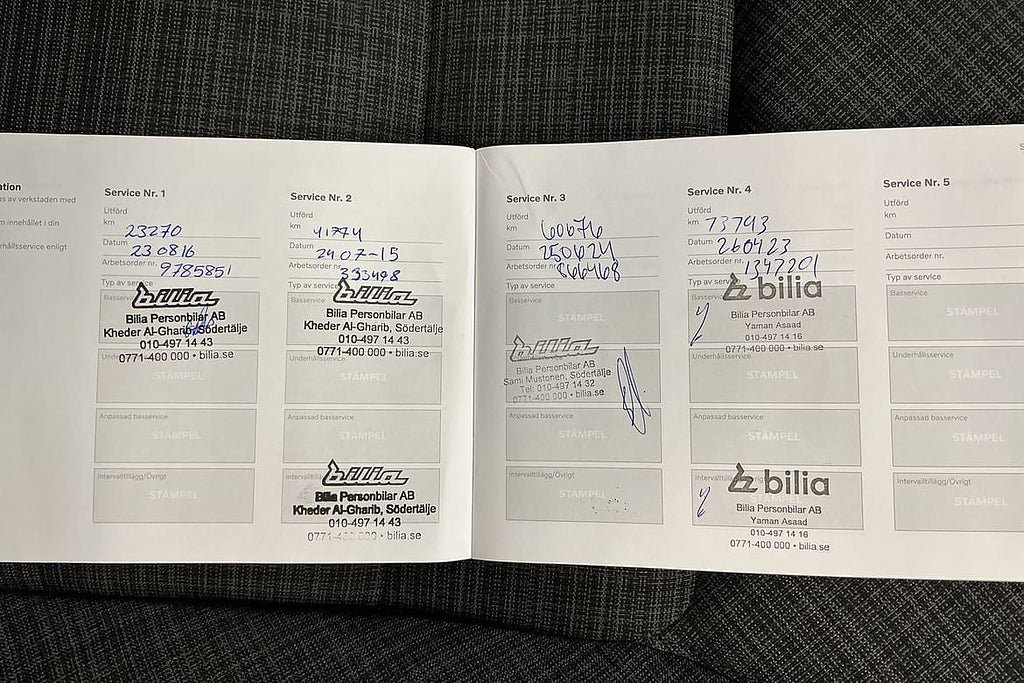 ation
as av verkstaden med
m innehållet i din
rhållsservice enligt
Service Nr. 1
Utförd
km 23270
Datum 230816
Arbetsorder nr. 9785851
Typ av service
Basservice
bilia
Bilia Personbilar AB
Kheder Al-Gharib, Södertälje
010-497 14 43
0771-400 000 • bilia.se
STÄMPEL
Anpassad basservice
STÄMPEL
Intervalltillägg/Övrigt
STÄMPEL
Service Nr. 2
Utförd
km 41774
Datum 24 07-15
Arbetsorder nr. 333498
Typ av service
bilia
Bilia Personbilar AB
Kheder Al-Gharib, Södertälje
010-497 14 43
0771-400 000 • bilia.se
Underhållsservice
STÄMPEL
Anpassad basservice
STÄMPEL
bilia
Bilia Personbilar AB
Kheder Al-Gharib, Södertälje
010-497 14 43
0771-400 000 • bilia.se
Service Nr. 3
Utförd
km 60676
Datum 250624
Arbetsorder nr. 866468
Typ av service
Basservice
STÄMPEL
bilia
Bilia Personbilar AB
Sami Mustonen, Södertälje
Tel: 010-497 14 32
0771-400 000 • bilia.se
Anpassad basservice
STÄMPEL
Intervalltillägg/Övrigt
STÄMPEL
Service Nr. 4
Utförd
km 73793
Datum 260423
Arbetsorder nr. 1347201
Typ av service
Basservice
bilia
Bilia Personbilar AB
Yaman Asaad
010-497 14 16
0771-400 000 • bilia.se
Underhållsservice
STÄMPEL
Anpassad basservice
STÄMPEL
Intervalltillägg/Övrigt
STÄMPEL
bilia
Bilia Personbilar AB
Yaman Asaad
010-497 14 16
0771-400 000 • bilia.se
Service Nr. 5
Utförd
km
Datum
Arbetsorder nr.
Typ av service
Basservice
STÄMPEL
Underhållsservice
STÄMPEL
Anpassad basservice
STÄMPEL
Intervalltillägg/Övrigt
STÄMPEL